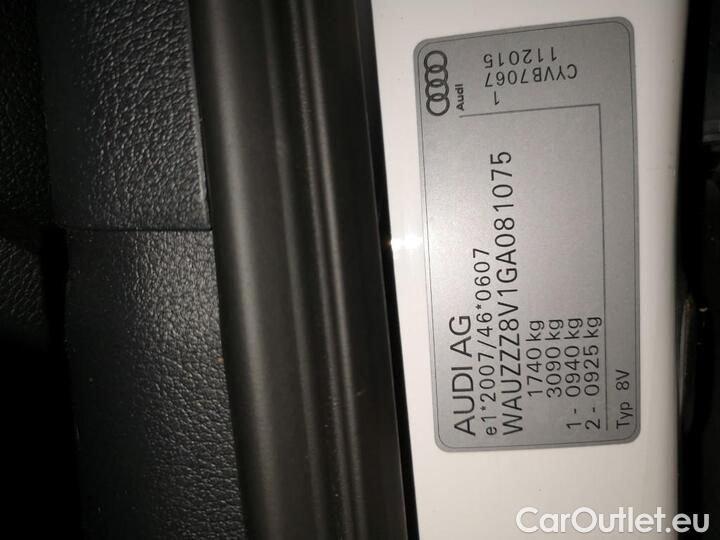 Audi
1
CYVB7067
112015
AUDI AG
e1*2007/46*0607
WAUZZZ8V1GA081075
1740 kg
3090 kg
1 - 0940 kg
2 - 0925 kg
Typ 8V
CarOutlet.eu